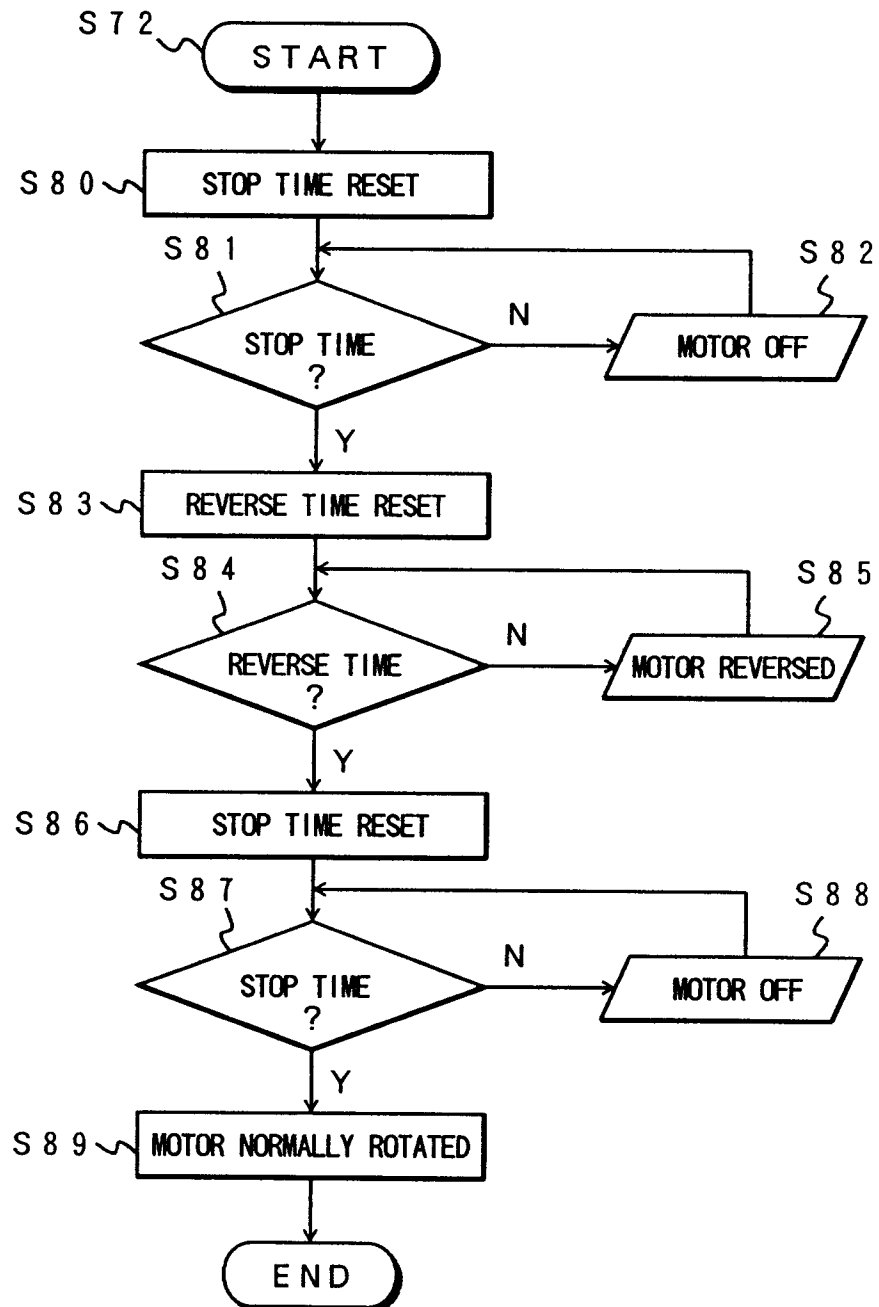 S72
START
S80
STOP TIME RESET
S81
STOP TIME
?
N
S82
MOTOR OFF
Y
S83
REVERSE TIME RESET
S84
REVERSE TIME
?
N
S85
MOTOR REVERSED
Y
S86
STOP TIME RESET
S87
STOP TIME
?
N
S88
MOTOR OFF
Y
S89
MOTOR NORMALLY ROTATED
END